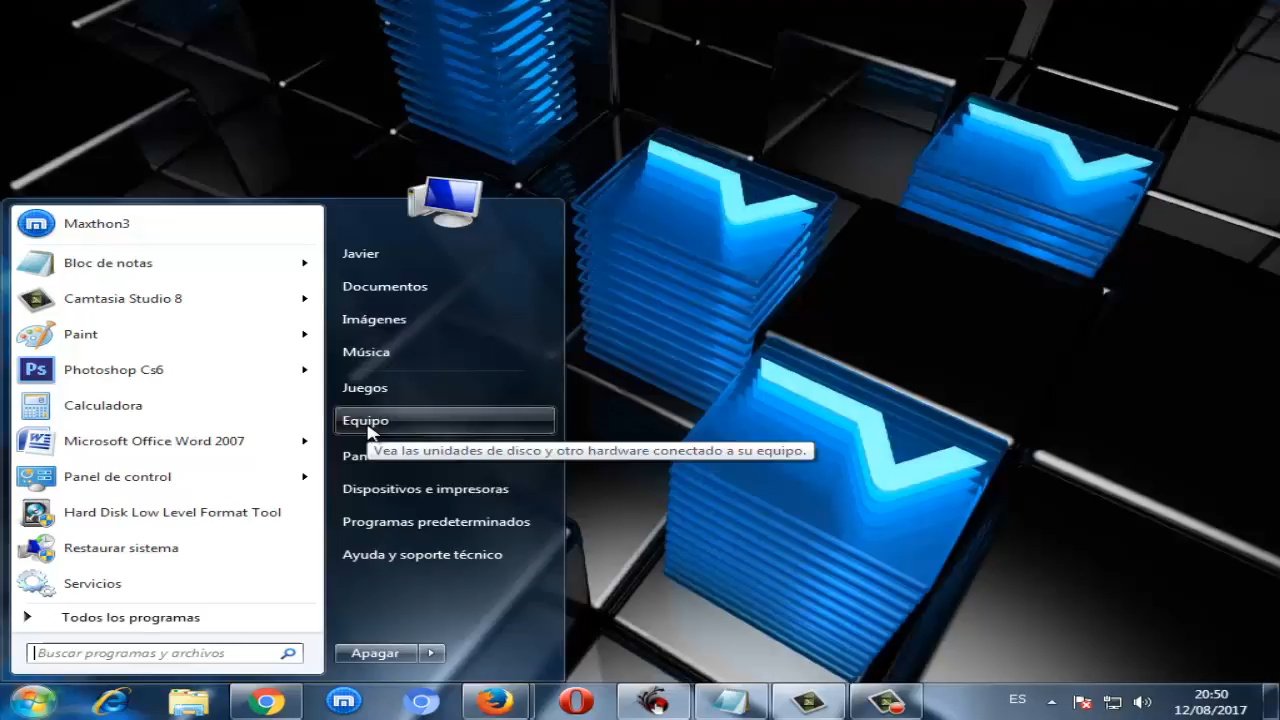 Maxthon3
Bloc de notas
Camtasia Studio 8
Paint
Ps
Photoshop Cs6
Calculadora
Microsoft Office Word 2007
Panel de control
Hard Disk Low Level Format Tool
Restaurar sistema
Servicios
Todos los programas
Buscar programas y archivos
Javier
Documentos
Imágenes
Música
Juegos
Equipo
Vea las unidades de disco y otro hardware conectado a su equipo.
Pan
Dispositivos e impresoras
Programas predeterminados
Ayuda y soporte técnico
Apagar
ES
20:50
12/08/2017